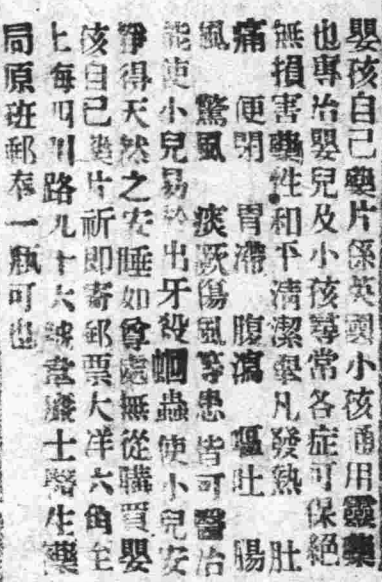 嬰孩自己藥片係英國小孩通用靈藥
也專治嬰兒及小孩尋常各症可保絕
無損害藥性和平清潔舉凡發熱 肚
痛 便閉 胃滯 腹瀉 嘔吐 腸
風 驚風 痰厥傷風等患皆可醫治
能使小兒易於出牙殺蛔蟲使小兒安
靜得天然之安睡如尊處無從購買嬰
孩自己藥片祈即寄郵票大洋六角至
上海四川路九十六號韋廉士醫生藥
局原班郵奉一瓶可也